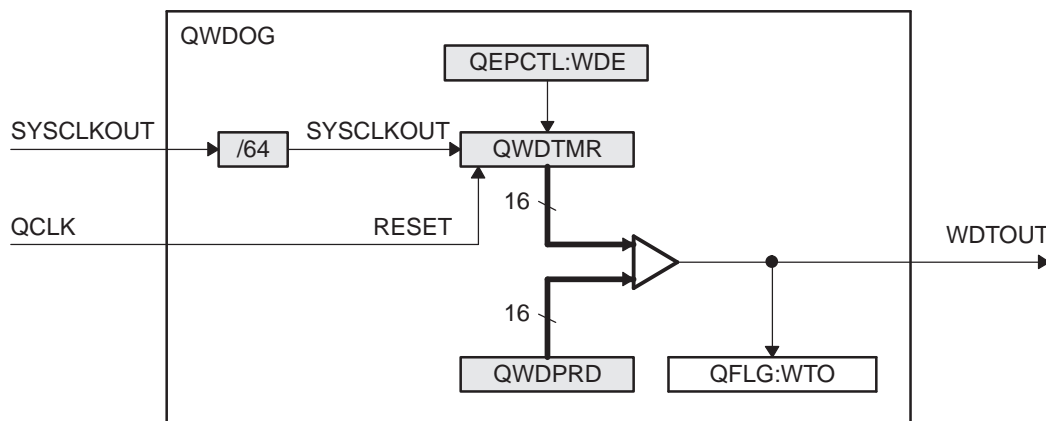 QWDOG
QEPCTL:WDE
SYSCLKOUT
SYSCLKOUT
/64
QWDTMR
16
QCLK
RESET
WDTOUT
16
QWDPRD
QFLG:WTO